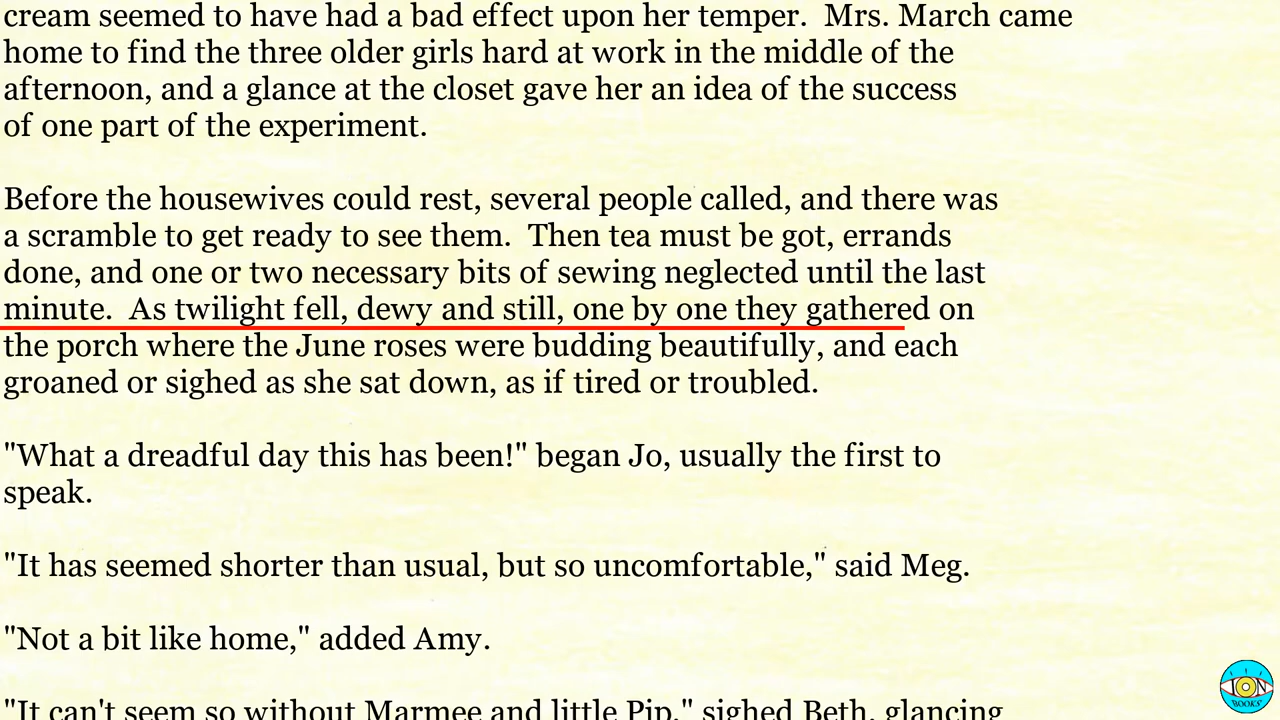 cream seemed to have had a bad effect upon her temper.  Mrs. March came
home to find the three older girls hard at work in the middle of the
afternoon, and a glance at the closet gave her an idea of the success
of one part of the experiment.
Before the housewives could rest, several people called, and there was
a scramble to get ready to see them.  Then tea must be got, errands
done, and one or two necessary bits of sewing neglected until the last
minute.  As twilight fell, dewy and still, one by one they gathered on
the porch where the June roses were budding beautifully, and each
groaned or sighed as she sat down, as if tired or troubled.
"What a dreadful day this has been!" began Jo, usually the first to
speak.
"It has seemed shorter than usual, but so uncomfortable," said Meg.
"Not a bit like home," added Amy.
"It can't seem so without Marmee and little Pip," sighed Beth, glancing
ION
BOOKS